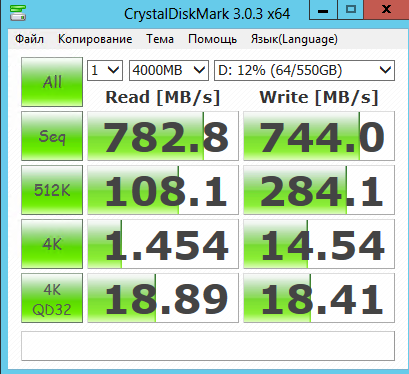 CrystalDiskMark 3.0.3 x64
Файл Копирование Тема Помощь Язык(Language)
All 1 4000MB D: 12% (64/550GB)
Read [MB/s] Write [MB/s]
Seq 782.8 744.0
512K 108.1 284.1
4K 1.454 14.54
4K QD32 18.89 18.41